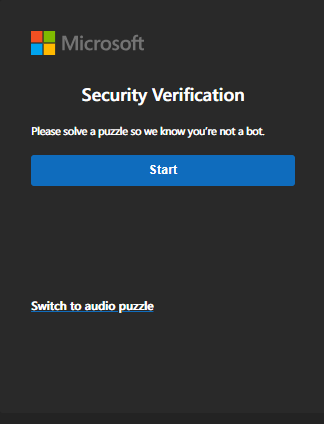 Microsoft
Security Verification
Please solve a puzzle so we know you're not a bot.
Start
Switch to audio puzzle